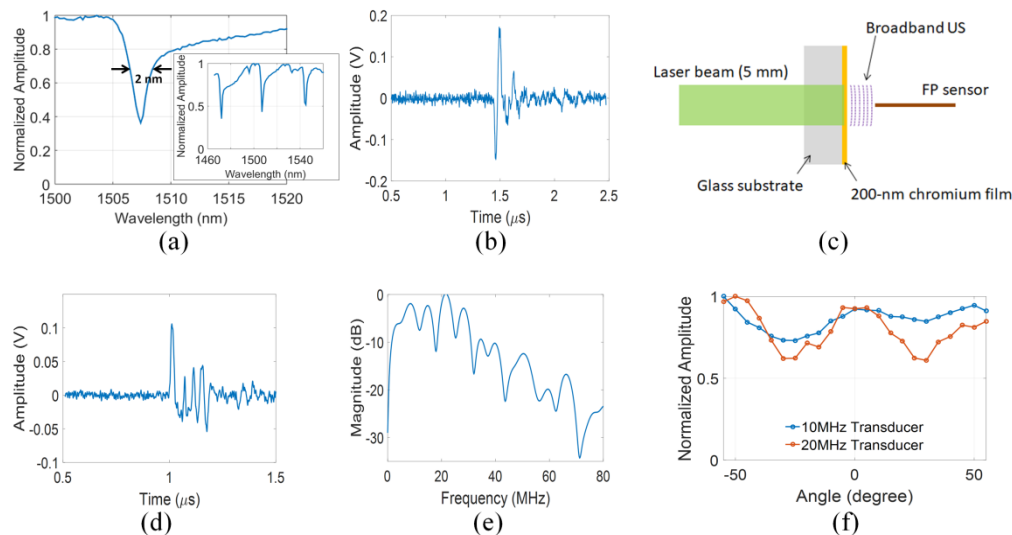 1
0.8
0.6
0.4
0.2
0
Normalized Amplitude
2 nm
1500
1505
1510
1515
1520
Wavelength (nm)
1
0.5
0
Normalized Amplitude
1460
1500
1540
Wavelength (nm)
(a)
0.2
0.1
0
-0.1
-0.2
Amplitude (V)
0.5
1
1.5
2
2.5
Time (μs)
(b)
Broadband US
Laser beam (5 mm)
FP sensor
Glass substrate
200-nm chromium film
(c)
0.1
0.05
0
-0.05
-0.1
Amplitude (V)
0.5
1
1.5
Time (μs)
(d)
0
-10
-20
-30
Magnitude (dB)
0
20
40
60
80
Frequency (MHz)
(e)
1
0.5
0
Normalized Amplitude
10MHz Transducer
20MHz Transducer
-50
0
50
Angle (degree)
(f)